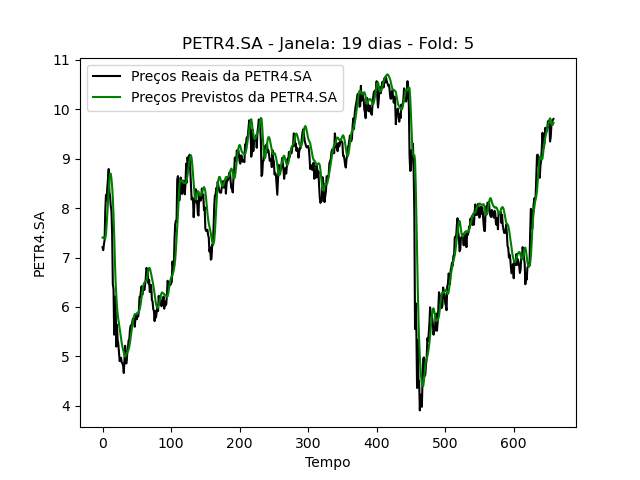 PETR4.SA - Janela: 19 dias - Fold: 5
Preços Reais da PETR4.SA
Preços Previstos da PETR4.SA
11
10
9
8
7
6
5
4
PETR4.SA
0 100 200 300 400 500 600
Tempo